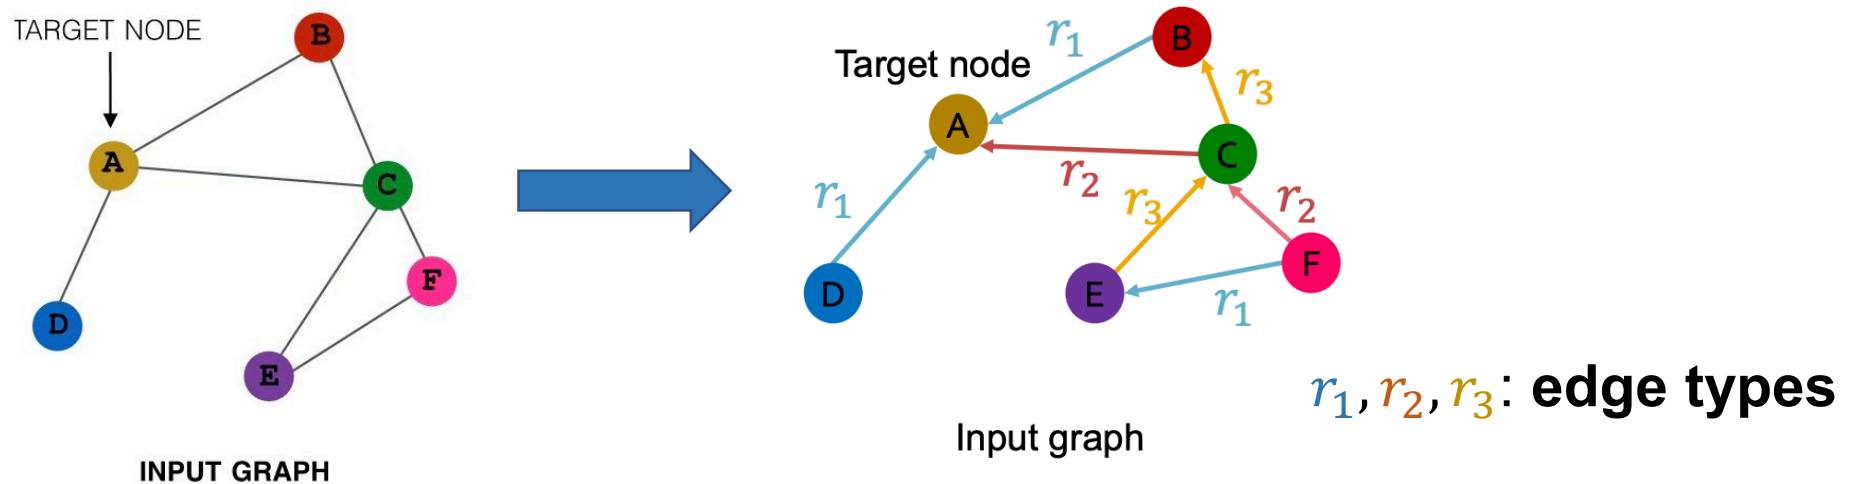 TARGET NODE
B
A
C
F
D
E
INPUT GRAPH
Target node
r₁
B
r₃
A
C
r₂
r₁
r₃
r₂
F
D
E
r₁
r₁, r₂, r₃: edge types
Input graph